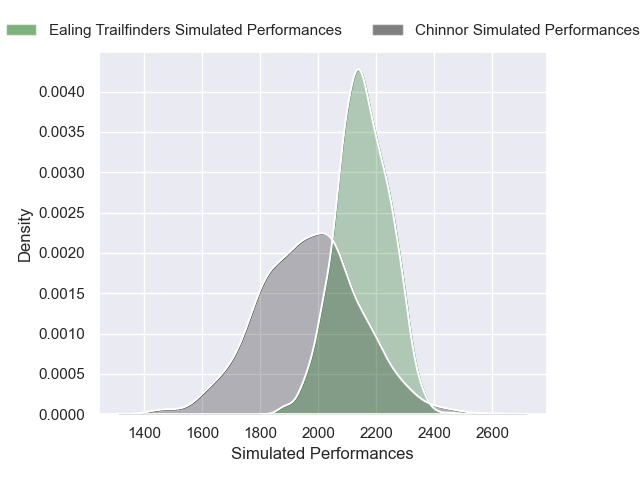 Ealing Trailfinders Simulated Performances
Chinnor Simulated Performances
0.0040
0.0035
0.0030
0.0025
0.0020
0.0015
0.0010
0.0005
0.0000
Density
1400 1600 1800 2000 2200 2400 2600
Simulated Performances